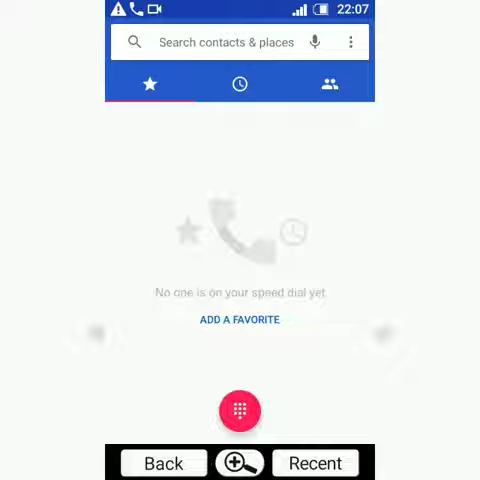 22:07
Search contacts & places
No one is on your speed dial yet
ADD A FAVORITE
Back
Recent